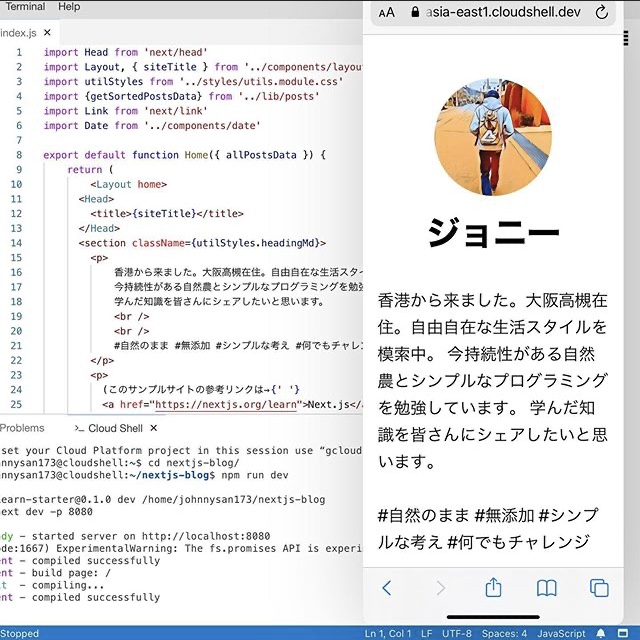 Terminal Help
index.js ×
1 import Head from 'next/head'
2 import Layout, { siteTitle } from '../components/layou
3 import utilStyles from '../styles/utils.module.css'
4 import {getSortedPostsData} from '../lib/posts'
5 import Link from 'next/link'
6 import Date from '../components/date'
7
8 export default function Home({ allPostsData }) {
9 return (
10 <Layout home>
11 <Head>
12 <title>{siteTitle}</title>
13 </Head>
14 <section className={utilStyles.headingMd}>
15 <p>
16 香港から来ました。大阪高槻在住。自由自在な生活スタイ
17 今持続性がある自然農とシンプルなプログラミングを勉強
18 学んだ知識を皆さんにシェアしたいと思います。
19 <br />
20 <br />
21 #自然のまま #無添加 #シンプルな考え #何でもチャレン
22 </p>
23 <p>
24 (このサンプルサイトの参考リンクは→{' '}
25 <a href="https://nextjs.org/learn">Next.js</a
Problems >_ Cloud Shell ×
set your Cloud Platform project in this session use "gcloud
hnnysan173@cloudshell:~$ cd nextjs-blog/
hnnysan173@cloudshell:~/nextjs-blog$ npm run dev
earn-starter@0.1.0 dev /home/johnnysan173/nextjs-blog
next dev -p 8080
dy - started server on http://localhost:8080
ode:1667) ExperimentalWarning: The fs.promises API is experi
ent - compiled successfully
ent - build page: /
it - compiling...
ent - compiled successfully
Stopped Ln 1, Col 1 LF UTF-8 Spaces: 4 JavaScript
AA asia-east1.cloudshell.dev
ジョニー
香港から来ました。大阪高槻在
住。自由自在な生活スタイルを
模索中。 今持続性がある自然
農とシンプルなプログラミング
を勉強しています。 学んだ知
識を皆さんにシェアしたいと思
います。
#自然のまま #無添加 #シンプ
ルな考え #何でもチャレンジ